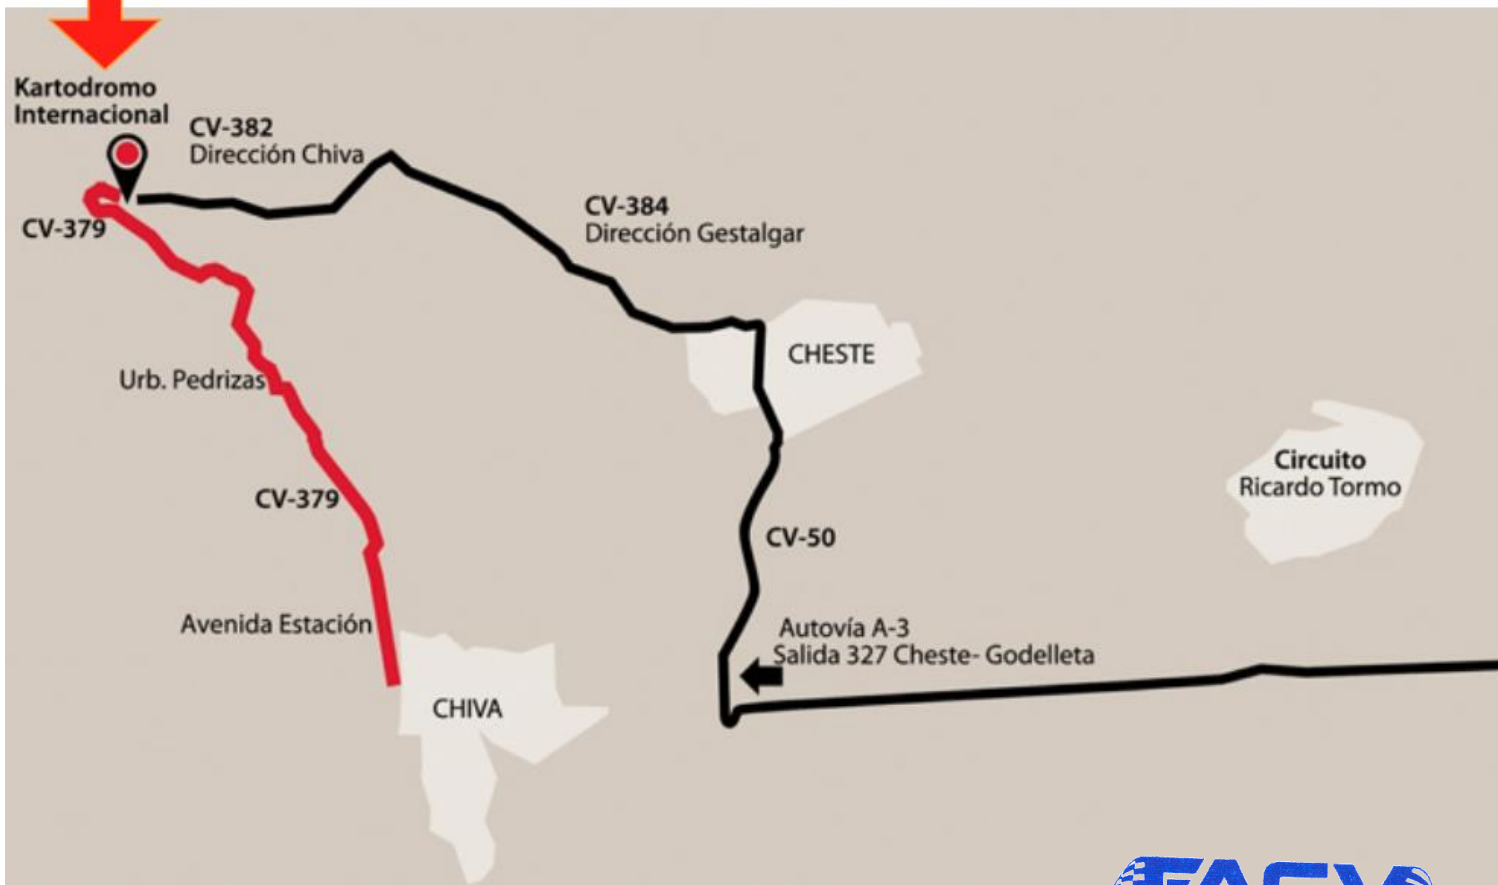 Kartodromo
Internacional
CV-382
Dirección Chiva
CV-384
Dirección Gestalgar
CV-379
CHESTE
Urb. Pedrizas
Circuito
Ricardo Tormo
CV-379
CV-50
Avenida Estación
Autovía A-3
Salida 327 Cheste- Godelleta
CHIVA